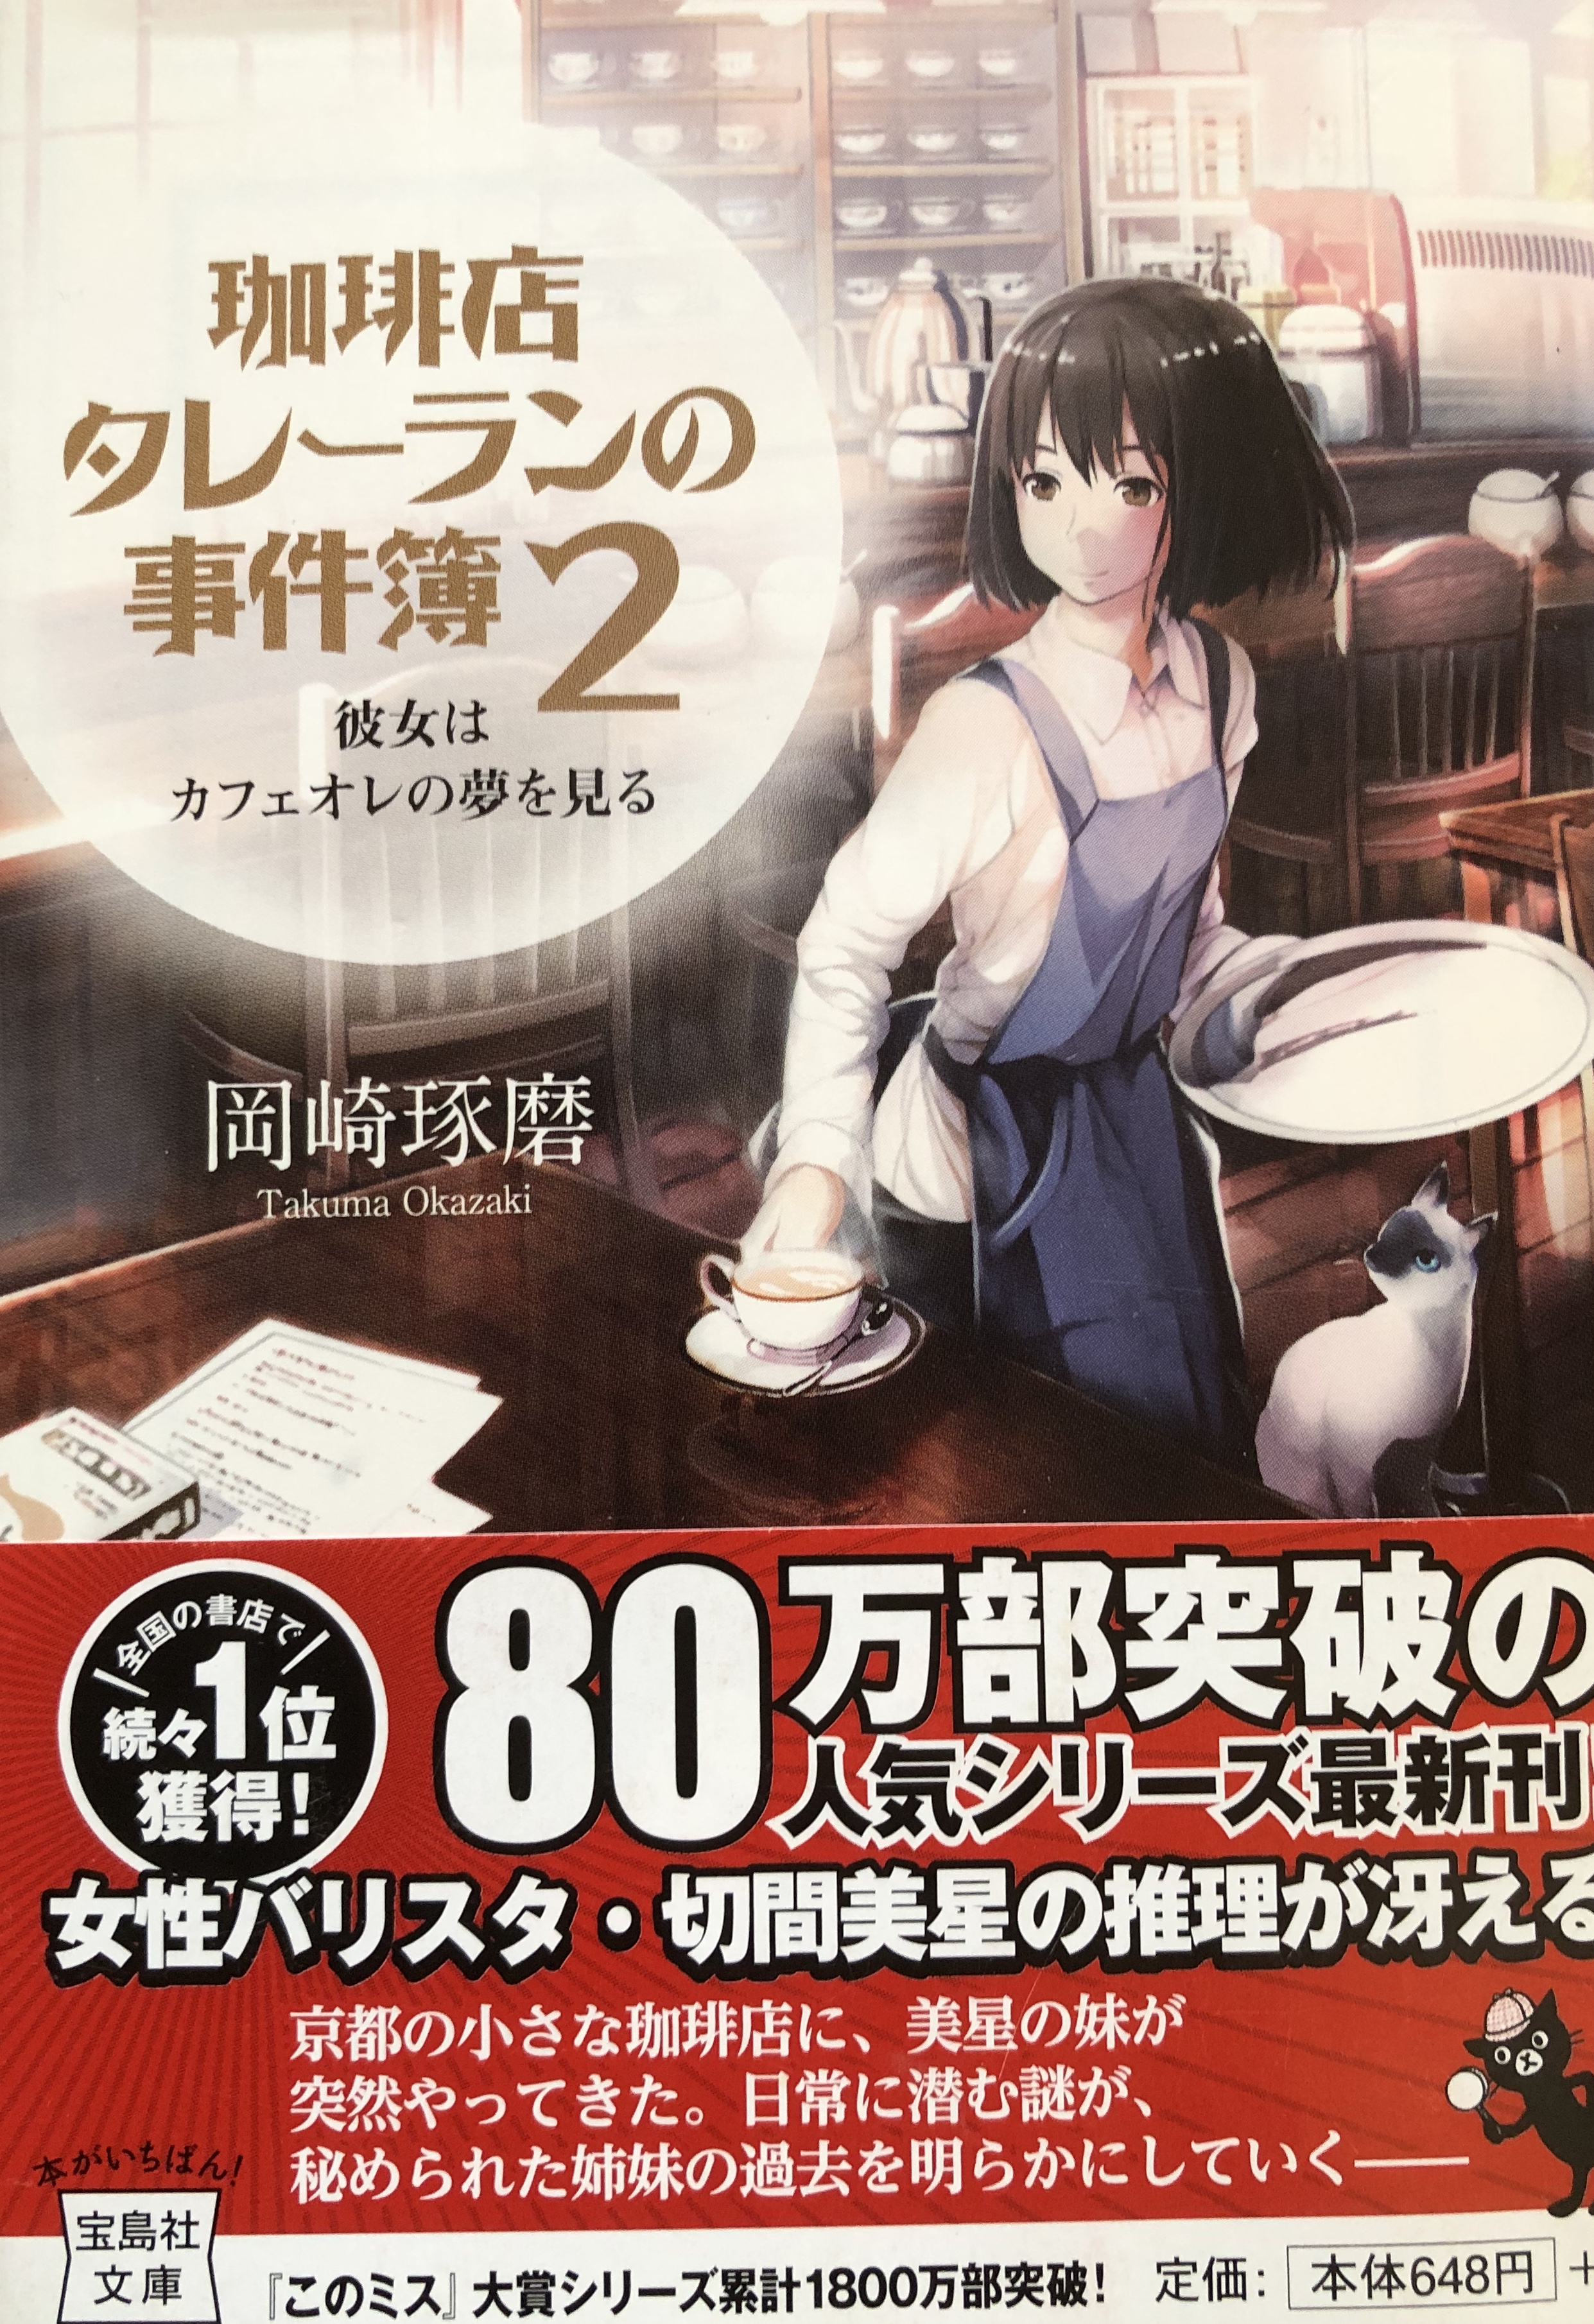 珈琲店
タレーランの
事件簿2
彼女は
カフェオレの夢を見る
岡崎琢磨
Takuma Okazaki
全国の書店で
続々1位
獲得!
80万部突破の
人気シリーズ最新刊
女性バリスタ・切間美星の推理が冴える
京都の小さな珈琲店に、美星の妹が
突然やってきた。日常に潜む謎が、
秘められた姉妹の過去を明らかにしていく――
本がいちばん!
宝島社
文庫
『このミス』大賞シリーズ累計1800万部突破!
定価: 本体648円 +